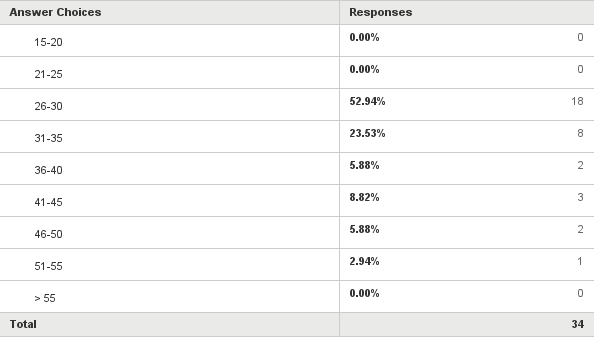 Answer Choices Responses
15-20 0.00% 0
21-25 0.00% 0
26-30 52.94% 18
31-35 23.53% 8
36-40 5.88% 2
41-45 8.82% 3
46-50 5.88% 2
51-55 2.94% 1
> 55 0.00% 0
Total 34